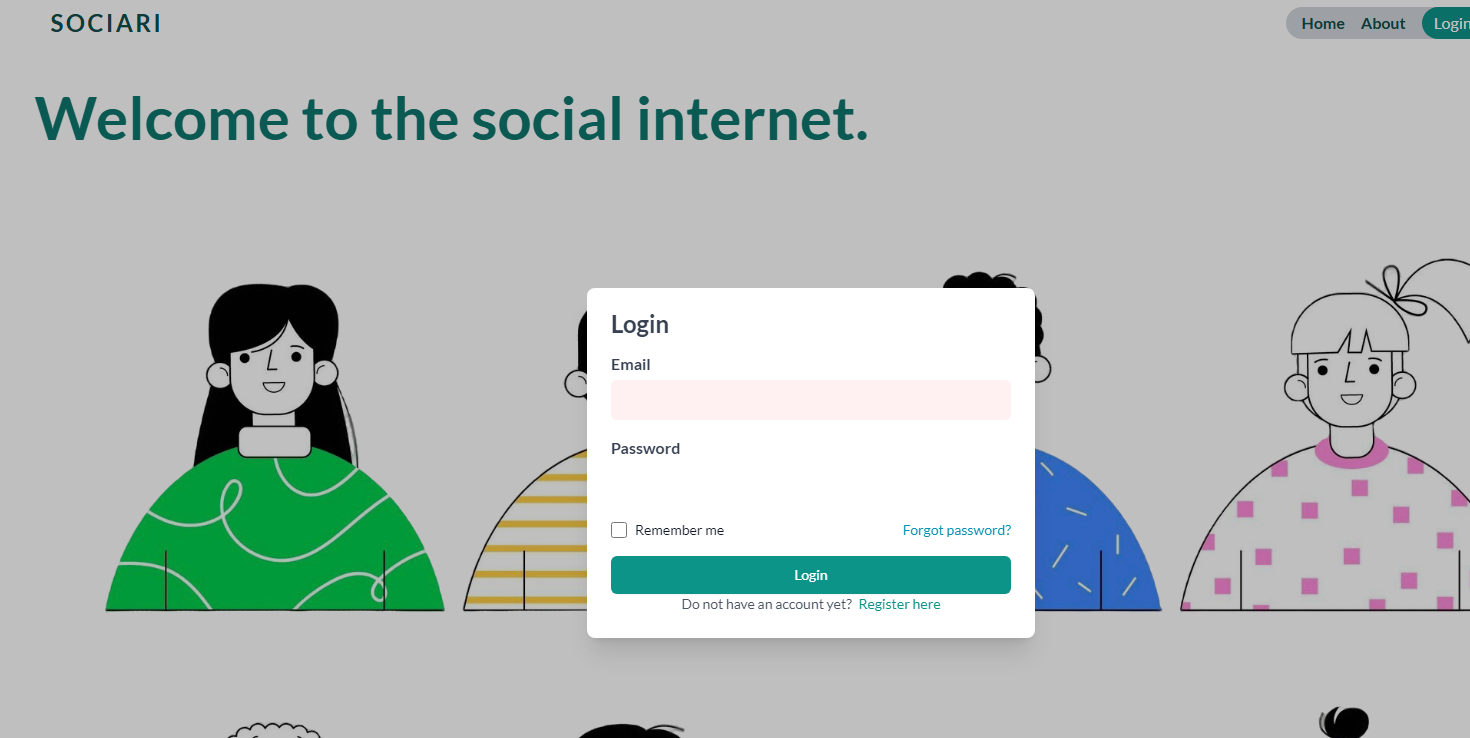 SOCIARI
Home About Login
Welcome to the social internet.
Login
Email
Password
Remember me Forgot password?
Login
Do not have an account yet? Register here